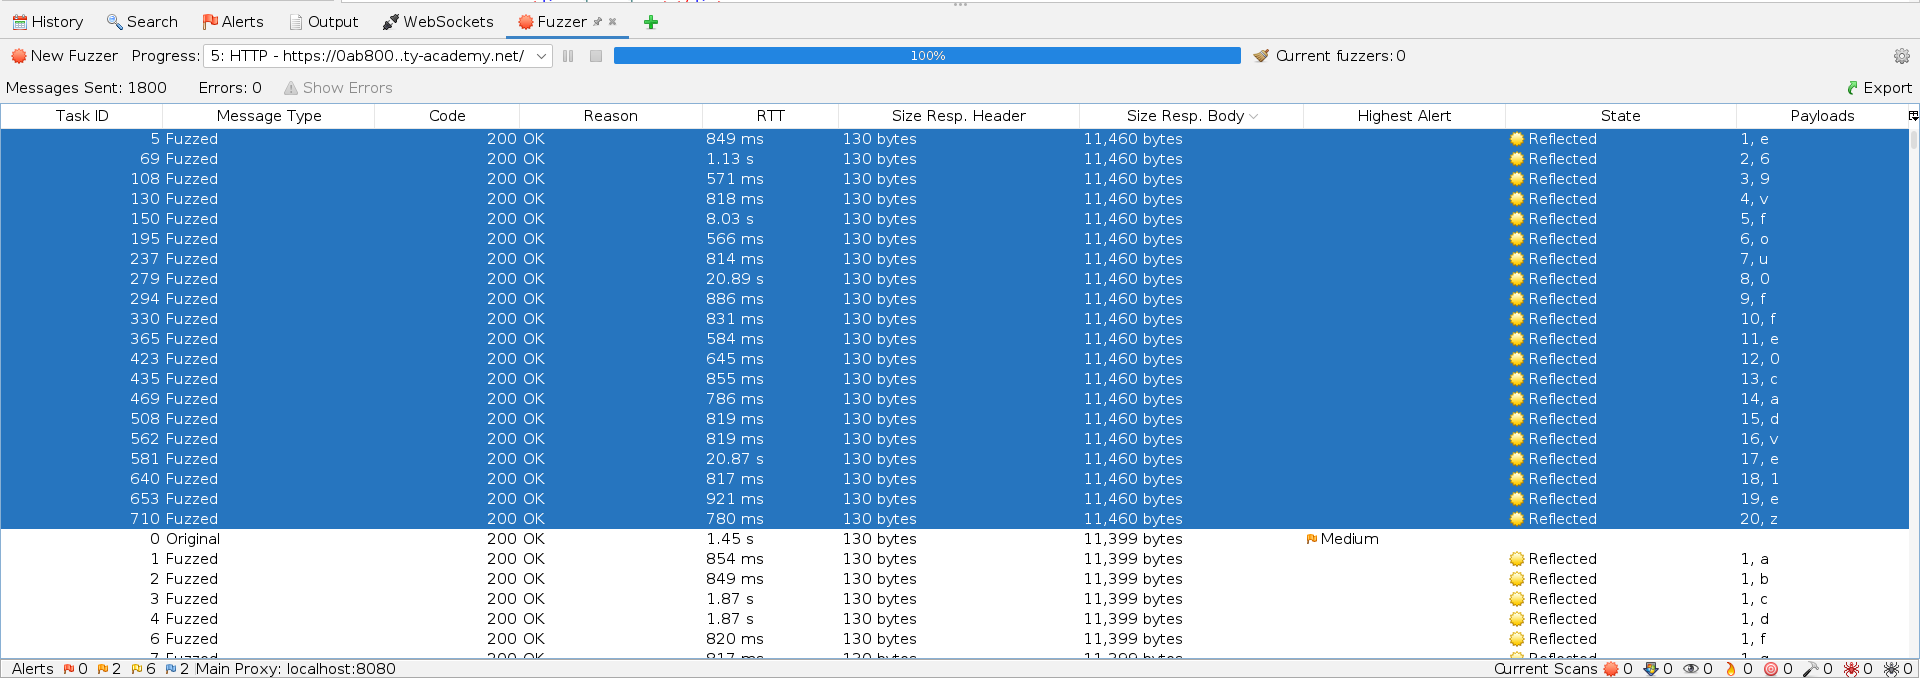 History Search Alerts Output WebSockets Fuzzer
New Fuzzer Progress: 5: HTTP - https://0ab800..ty-academy.net/ 100% Current fuzzers: 0
Messages Sent: 1800 Errors: 0 Show Errors Export
Task ID Message Type Code Reason RTT Size Resp. Header Size Resp. Body Highest Alert State Payloads
5 Fuzzed 200 OK 849 ms 130 bytes 11,460 bytes Reflected 1, e
69 Fuzzed 200 OK 1.13 s 130 bytes 11,460 bytes Reflected 2, 6
108 Fuzzed 200 OK 571 ms 130 bytes 11,460 bytes Reflected 3, 9
130 Fuzzed 200 OK 818 ms 130 bytes 11,460 bytes Reflected 4, v
150 Fuzzed 200 OK 8.03 s 130 bytes 11,460 bytes Reflected 5, f
195 Fuzzed 200 OK 566 ms 130 bytes 11,460 bytes Reflected 6, o
237 Fuzzed 200 OK 814 ms 130 bytes 11,460 bytes Reflected 7, u
279 Fuzzed 200 OK 20.89 s 130 bytes 11,460 bytes Reflected 8, 0
294 Fuzzed 200 OK 886 ms 130 bytes 11,460 bytes Reflected 9, f
330 Fuzzed 200 OK 831 ms 130 bytes 11,460 bytes Reflected 10, f
365 Fuzzed 200 OK 584 ms 130 bytes 11,460 bytes Reflected 11, e
423 Fuzzed 200 OK 645 ms 130 bytes 11,460 bytes Reflected 12, 0
435 Fuzzed 200 OK 855 ms 130 bytes 11,460 bytes Reflected 13, c
469 Fuzzed 200 OK 786 ms 130 bytes 11,460 bytes Reflected 14, a
508 Fuzzed 200 OK 819 ms 130 bytes 11,460 bytes Reflected 15, d
562 Fuzzed 200 OK 819 ms 130 bytes 11,460 bytes Reflected 16, v
581 Fuzzed 200 OK 20.87 s 130 bytes 11,460 bytes Reflected 17, e
640 Fuzzed 200 OK 817 ms 130 bytes 11,460 bytes Reflected 18, 1
653 Fuzzed 200 OK 921 ms 130 bytes 11,460 bytes Reflected 19, e
710 Fuzzed 200 OK 780 ms 130 bytes 11,460 bytes Reflected 20, z
0 Original 200 OK 1.45 s 130 bytes 11,399 bytes Medium
1 Fuzzed 200 OK 854 ms 130 bytes 11,399 bytes Reflected 1, a
2 Fuzzed 200 OK 849 ms 130 bytes 11,399 bytes Reflected 1, b
3 Fuzzed 200 OK 1.87 s 130 bytes 11,399 bytes Reflected 1, c
4 Fuzzed 200 OK 1.87 s 130 bytes 11,399 bytes Reflected 1, d
6 Fuzzed 200 OK 820 ms 130 bytes 11,399 bytes Reflected 1, f
7 Fuzzed 200 OK 817 ms 130 bytes 11,399 bytes Reflected
Alerts 0 2 6 2 Main Proxy: localhost:8080 Current Scans 0 0 0 0 0 0 0 0